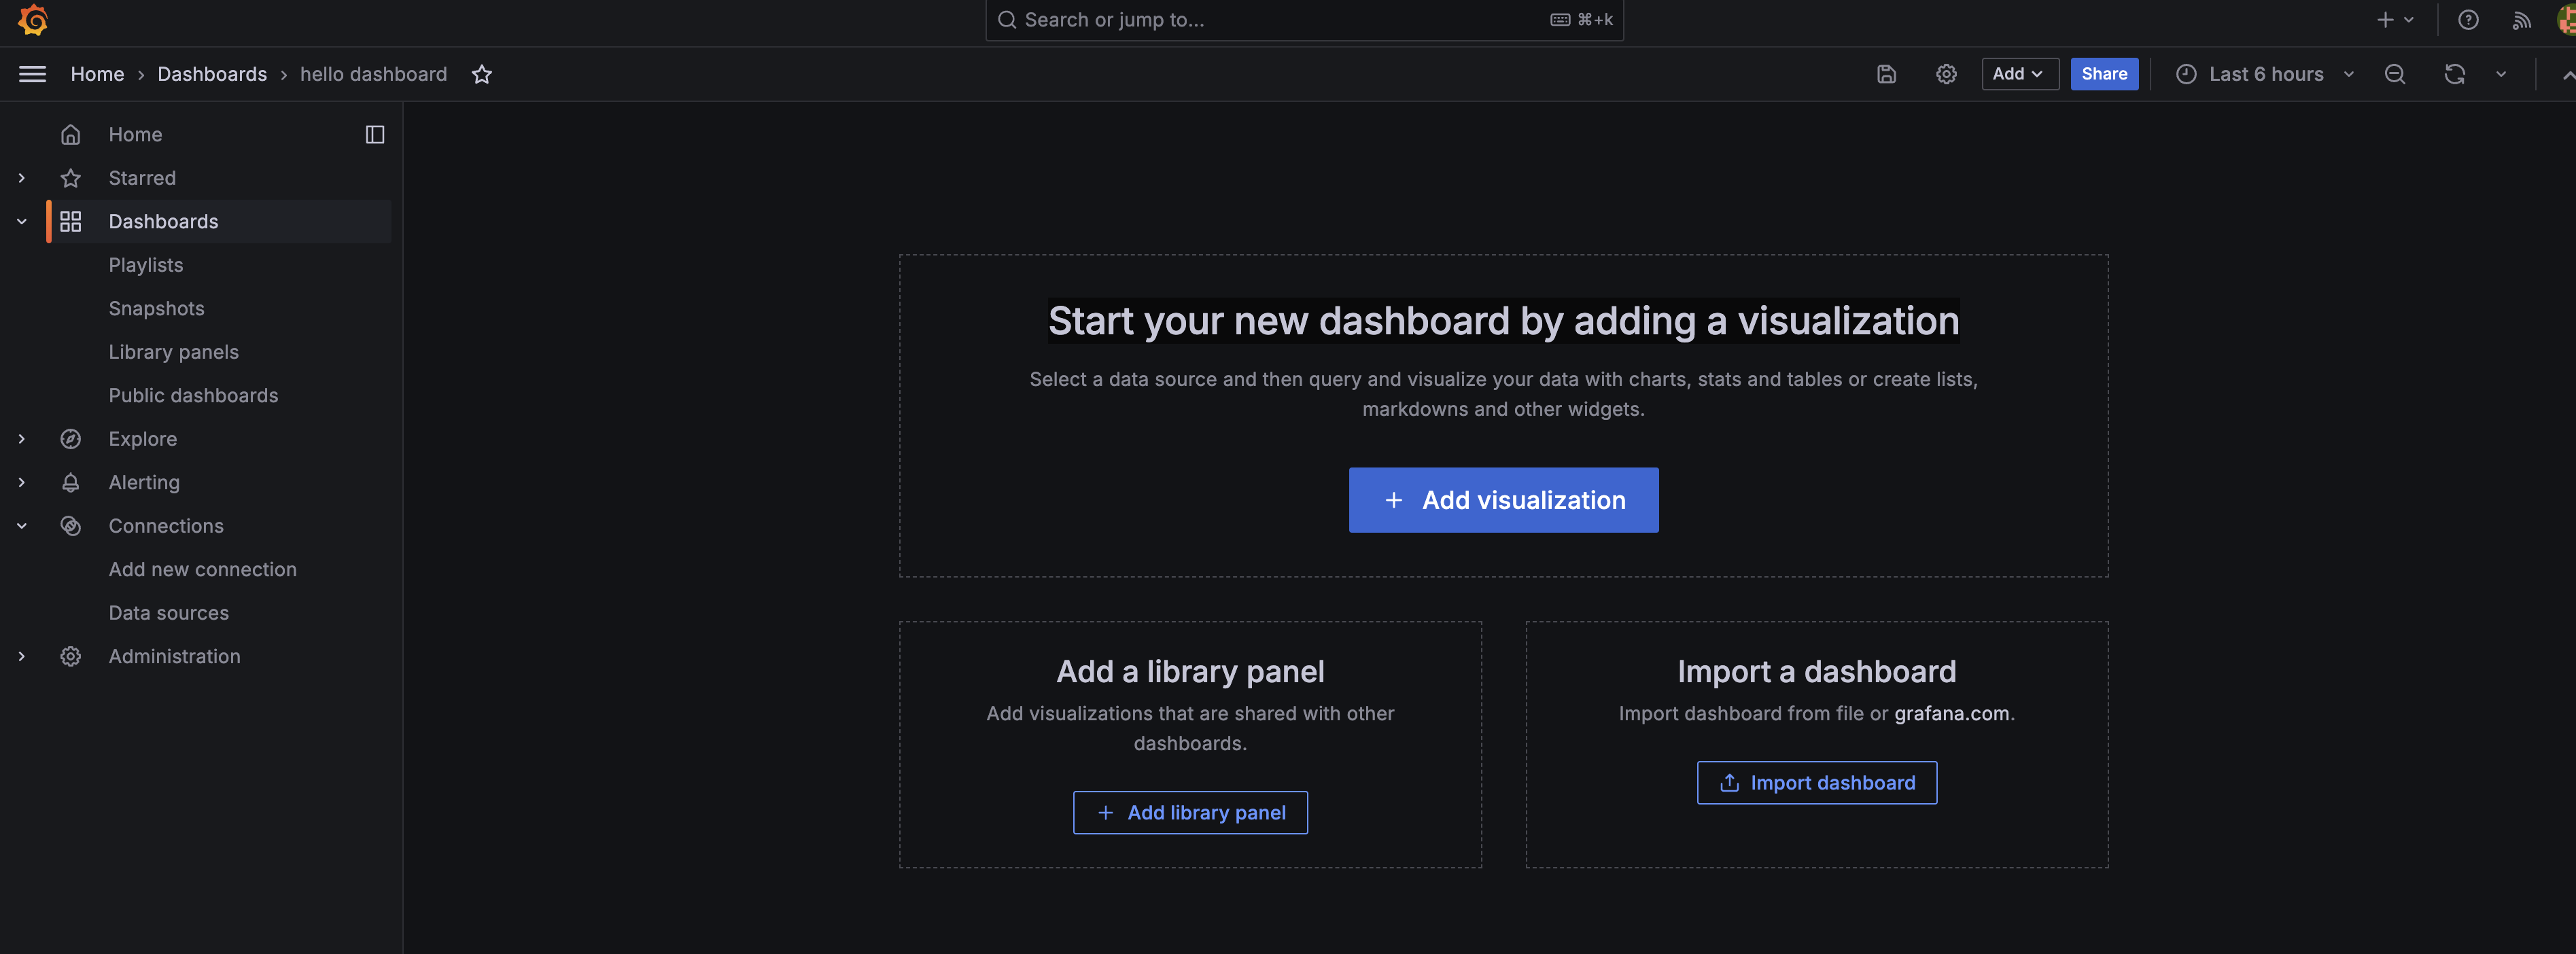 Search or jump to... ⌘+k
Home › Dashboards › hello dashboard
Add
Share
Last 6 hours
Home
Starred
Dashboards
Playlists
Snapshots
Library panels
Public dashboards
Explore
Alerting
Connections
Add new connection
Data sources
Administration
Start your new dashboard by adding a visualization
Select a data source and then query and visualize your data with charts, stats and tables or create lists,
markdowns and other widgets.
+ Add visualization
Add a library panel
Add visualizations that are shared with other
dashboards.
+ Add library panel
Import a dashboard
Import dashboard from file or grafana.com.
Import dashboard